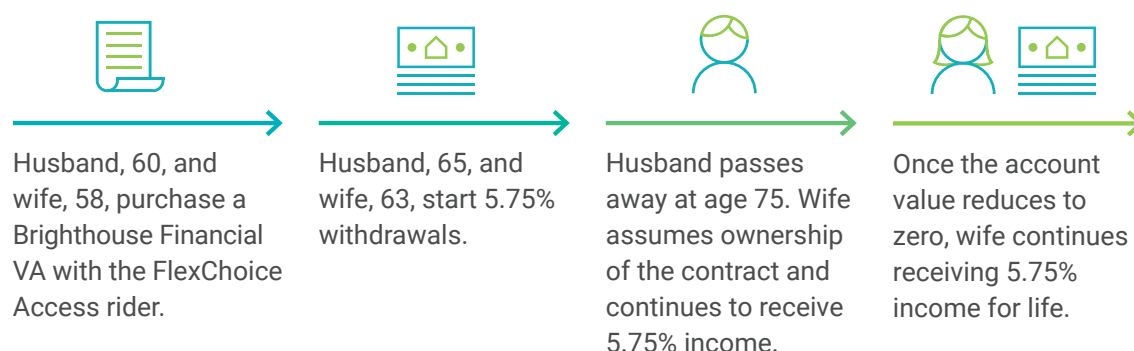 Husband, 60, and
wife, 58, purchase a
Brighthouse Financial
VA with the FlexChoice
Access rider.
Husband, 65, and
wife, 63, start 5.75%
withdrawals.
Husband passes
away at age 75. Wife
assumes ownership
of the contract and
continues to receive
5.75% income.
Once the account
value reduces to
zero, wife continues
receiving 5.75%
income for life.